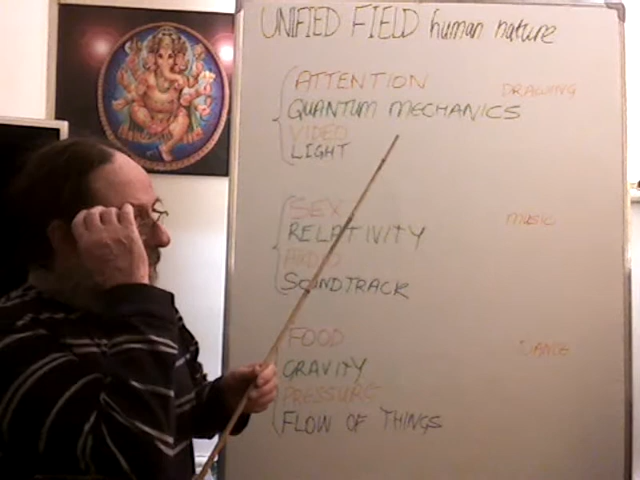 UNIFIED FIELD human nature
ATTENTION
DRAWING
QUANTUM MECHANICS
VIDEO
LIGHT
SEX
MUSIC
RELATIVITY
AUDIO
SOUNDTRACK
FOOD
DANCE
GRAVITY
PRESSURE
FLOW OF THINGS